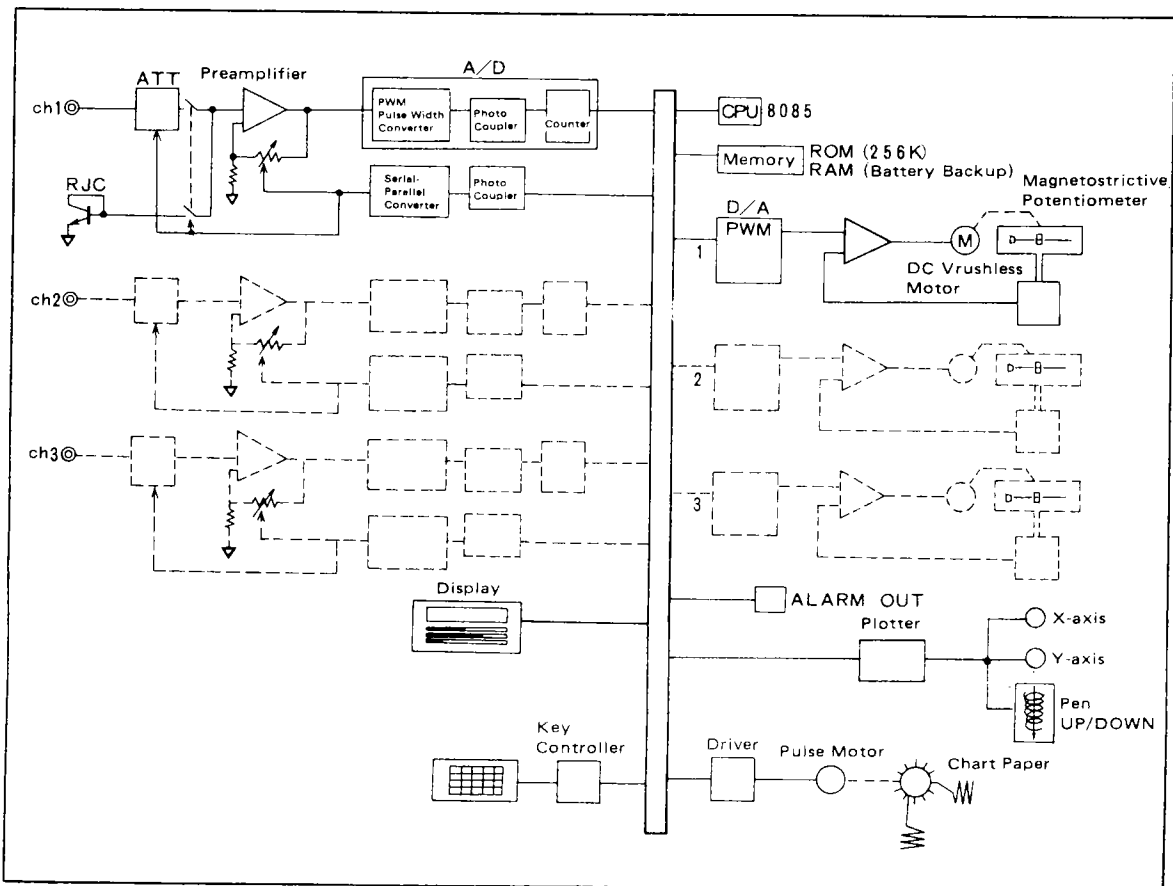 A/D
ATT
Preamplifier
ch1
PWM
Pulse Width
Converter
Photo
Coupler
Counter
CPU 8085
Memory
ROM (256K)
RAM (Battery Backup)
RJC
Serial-
Parallel
Converter
Photo
Coupler
Magnetostrictive
Potentiometer
D/A
PWM
1
M
DC Vrushless
Motor
ch2
2
ch3
3
Display
ALARM OUT
Plotter
X-axis
Y-axis
Pen
UP/DOWN
Key
Controller
Driver
Pulse Motor
Chart Paper